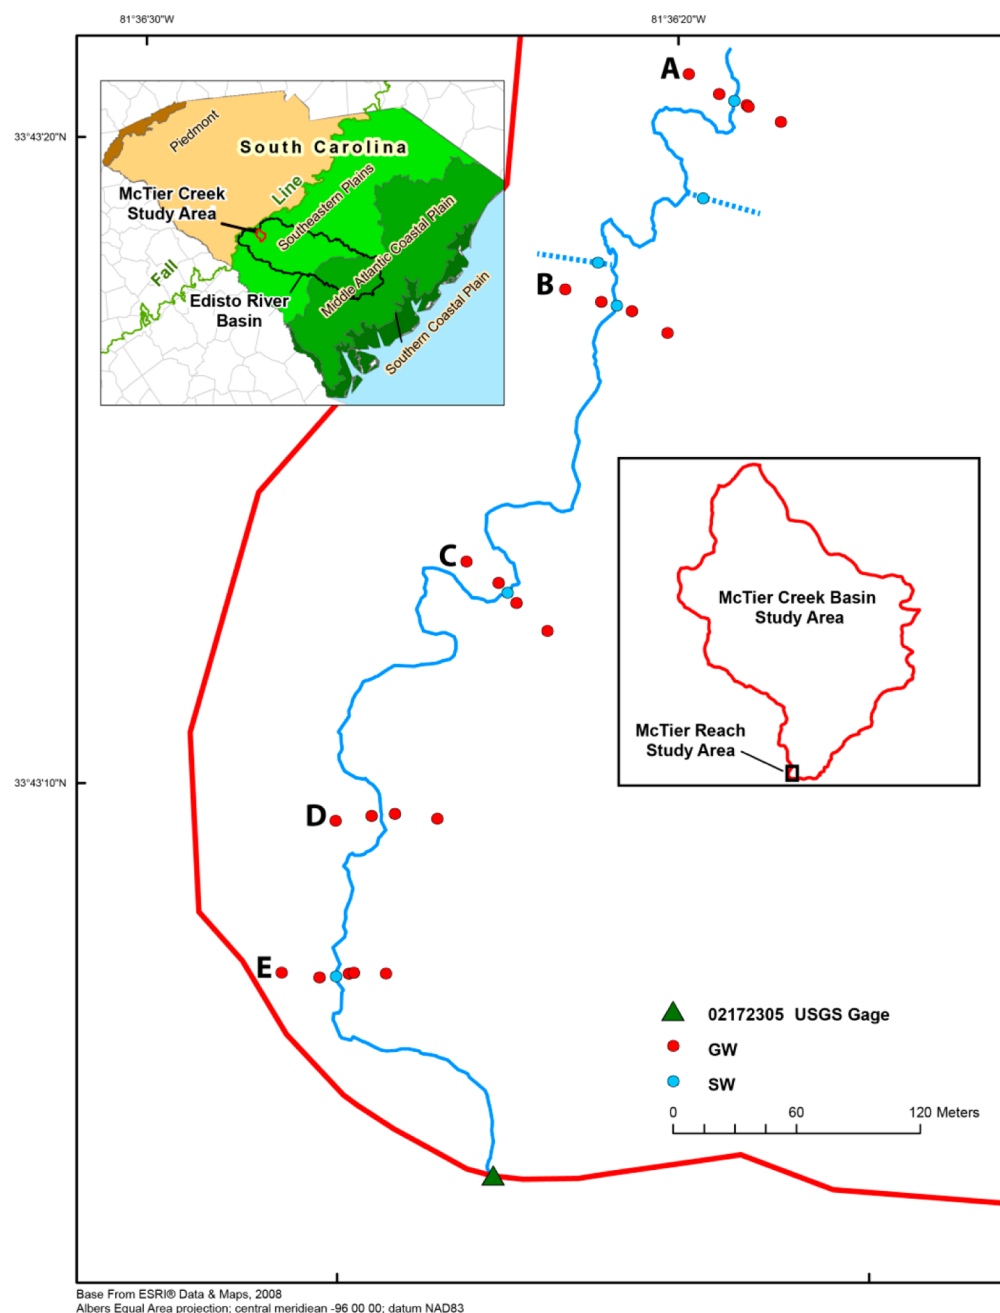 81°36'30"W
81°36'20"W
A
33°43'20"N
Piedmont
South Carolina
Line
Southeastern Plains
McTier Creek
Study Area
Middle Atlantic Coastal Plain
Fall
Edisto River
Basin
Southern Coastal Plain
B
C
McTier Creek Basin
Study Area
McTier Reach
Study Area
33°43'10"N
D
E
02172305 USGS Gage
GW
SW
0 60 120 Meters
Base From ESRI® Data & Maps, 2008
Albers Equal Area projection; central meridiean -96 00 00; datum NAD83